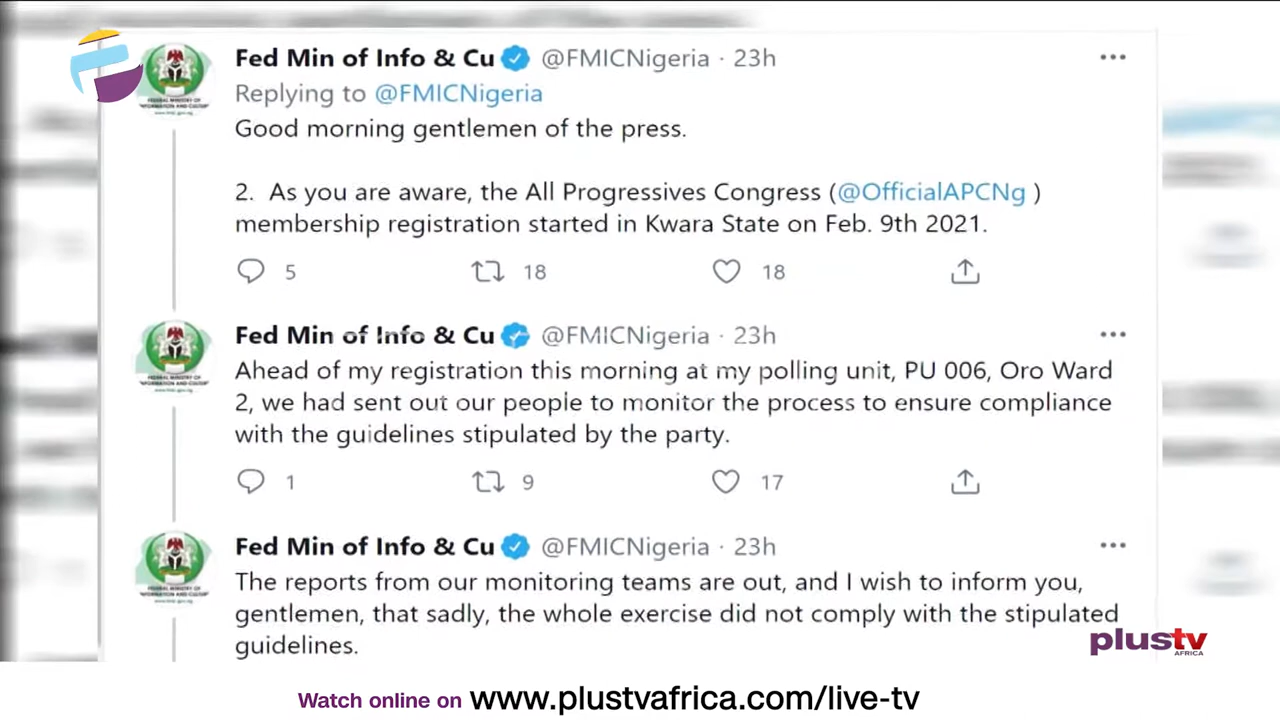 Fed Min of Info & Cu @FMICNigeria · 23h
Replying to @FMICNigeria
Good morning gentlemen of the press.
2. As you are aware, the All Progressives Congress (@OfficialAPCNg )
membership registration started in Kwara State on Feb. 9th 2021.
5 18 18
Fed Min of Info & Cu @FMICNigeria · 23h
Ahead of my registration this morning at my polling unit, PU 006, Oro Ward
2, we had sent out our people to monitor the process to ensure compliance
with the guidelines stipulated by the party.
1 9 17
Fed Min of Info & Cu @FMICNigeria · 23h
The reports from our monitoring teams are out, and I wish to inform you,
gentlemen, that sadly, the whole exercise did not comply with the stipulated
guidelines.
plustv
AFRICA
Watch online on www.plustvafrica.com/live-tv